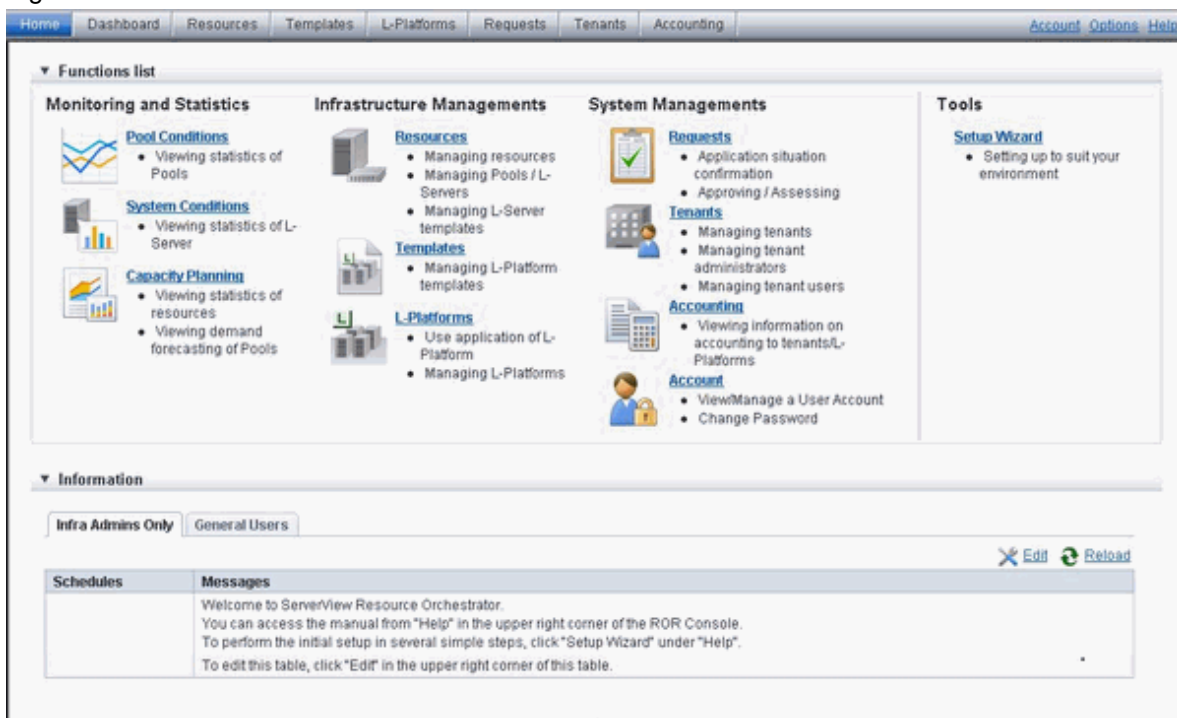 Home Dashboard Resources Templates L-Platforms Requests Tenants Accounting Account Options Help
▼ Functions list
Monitoring and Statistics
Pool Conditions
• Viewing statistics of
Pools
System Conditions
• Viewing statistics of L-
Server
Capacity Planning
• Viewing statistics of
resources
• Viewing demand
forecasting of Pools
Infrastructure Managements
Resources
• Managing resources
• Managing Pools / L-
Servers
• Managing L-Server
templates
Templates
• Managing L-Platform
templates
L-Platforms
• Use application of L-
Platform
• Managing L-Platforms
System Managements
Requests
• Application situation
confirmation
• Approving / Assessing
Tenants
• Managing tenants
• Managing tenant
administrators
• Managing tenant users
Accounting
• Viewing information on
accounting to tenants/L-
Platforms
Account
• View/Manage a User Account
• Change Password
Tools
Setup Wizard
• Setting up to suit your
environment
▼ Information
Infra Admins Only General Users
Edit Reload
Schedules Messages
Welcome to ServerView Resource Orchestrator.
You can access the manual from "Help" in the upper right corner of the ROR Console.
To perform the initial setup in several simple steps, click "Setup Wizard" under "Help".
To edit this table, click "Edit" in the upper right corner of this table.